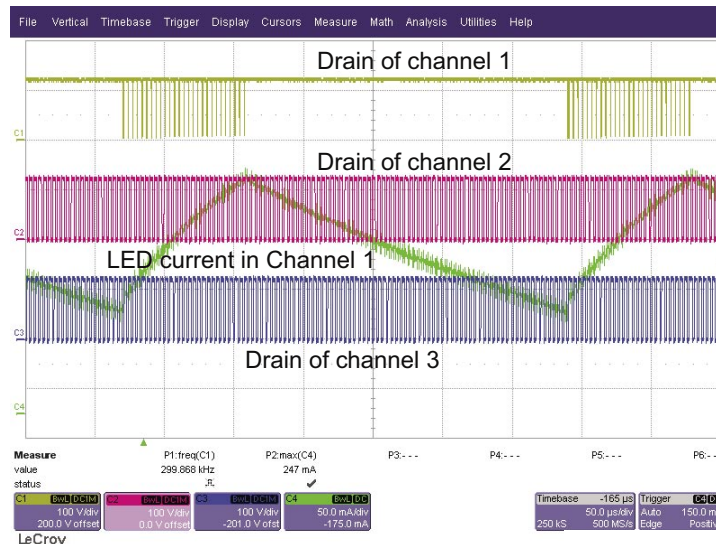 File Vertical Timebase Trigger Display Cursors Measure Math Analysis Utilities Help
Drain of channel 1
C1
Drain of channel 2
C2
LED current in Channel 1
C3
Drain of channel 3
C4
Measure P1:freq(C1) P2:max(C4) P3:- - - P4:- - - P5:- - - P6:- -
value 299.868 kHz 247 mA
status
C1 BwL DC1M C2 BwL DC1M C3 BwL DC1M C4 BwL DC Timebase -165 µs Trigger C4 D
100 V/div 100 V/div 100 V/div 50.0 mA/div 50.0 µs/div Auto 150.0 m
200.0 V offset 0.0 V offset -201.0 V ofst -175.0 mA 250 kS 500 MS/s Edge Positiv
LeCroy